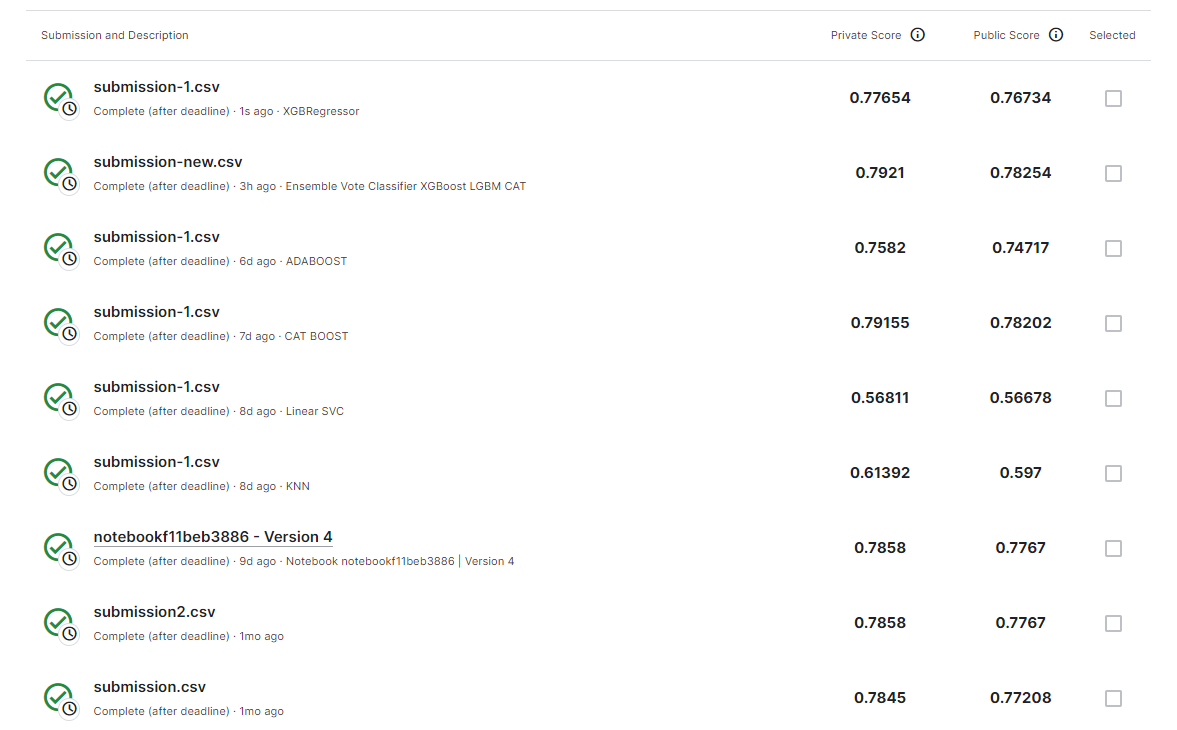 Submission and Description Private Score Public Score Selected
submission-1.csv
Complete (after deadline) · 1s ago · XGBRegressor
0.77654 0.76734
submission-new.csv
Complete (after deadline) · 3h ago · Ensemble Vote Classifier XGBoost LGBM CAT
0.7921 0.78254
submission-1.csv
Complete (after deadline) · 6d ago · ADABOOST
0.7582 0.74717
submission-1.csv
Complete (after deadline) · 7d ago · CAT BOOST
0.79155 0.78202
submission-1.csv
Complete (after deadline) · 8d ago · Linear SVC
0.56811 0.56678
submission-1.csv
Complete (after deadline) · 8d ago · KNN
0.61392 0.597
notebookf11beb3886 - Version 4
Complete (after deadline) · 9d ago · Notebook notebookf11beb3886 | Version 4
0.7858 0.7767
submission2.csv
Complete (after deadline) · 1mo ago
0.7858 0.7767
submission.csv
Complete (after deadline) · 1mo ago
0.7845 0.77208